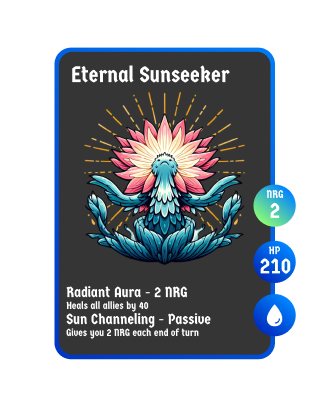 Eternal Sunseeker
NRG
2
HP
210
Radiant Aura - 2 NRG
Heals all allies by 40
Sun Channeling - Passive
Gives you 2 NRG each end of turn